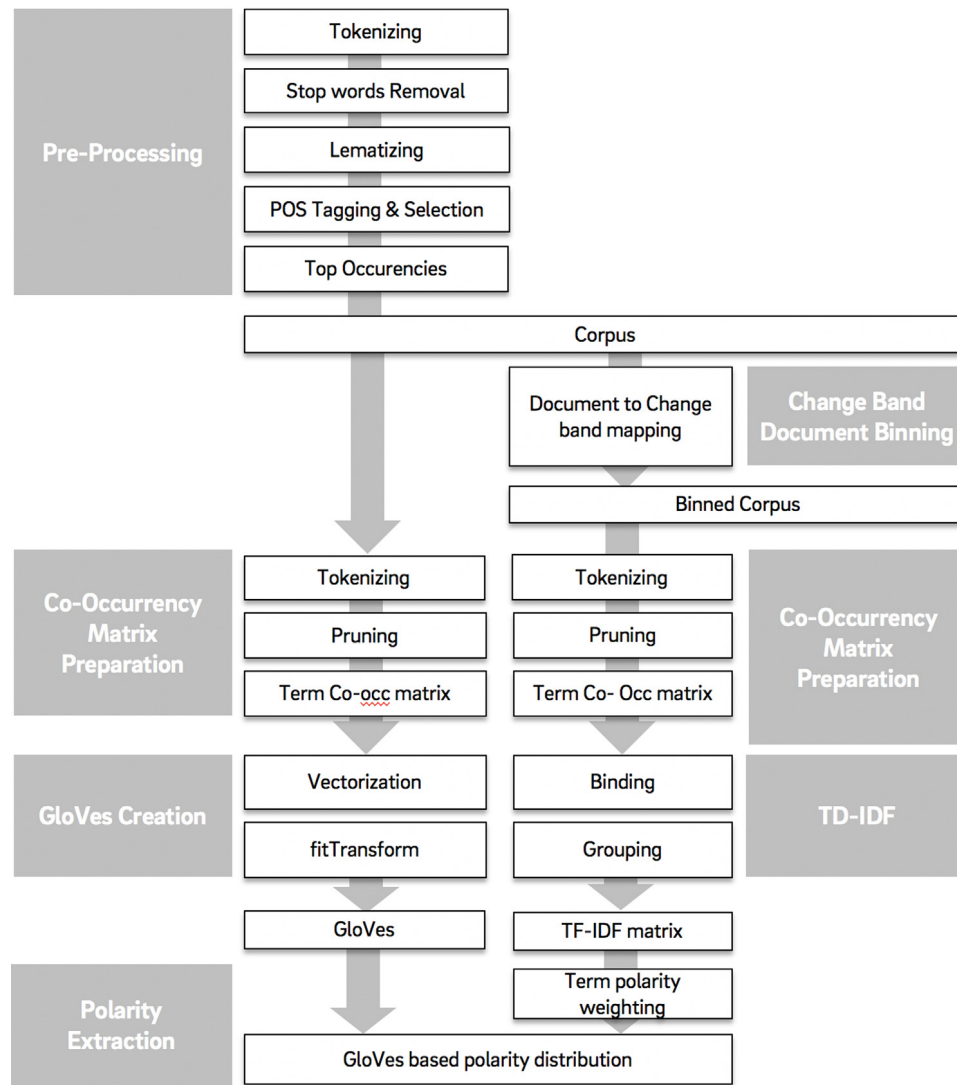 Tokenizing
Stop words Removal
Pre-Processing
Lematizing
POS Tagging & Selection
Top Occurencies
Corpus
Document to Change
band mapping
Change Band
Document Binning
Binned Corpus
Co-Occurrency
Matrix
Preparation
Tokenizing
Pruning
Term Co-occ matrix
Tokenizing
Pruning
Term Co- Occ matrix
Co-Occurrency
Matrix
Preparation
GloVes Creation
Vectorization
fitTransform
Binding
Grouping
TD-IDF
GloVes
TF-IDF matrix
Polarity
Extraction
Term polarity
weighting
GloVes based polarity distribution